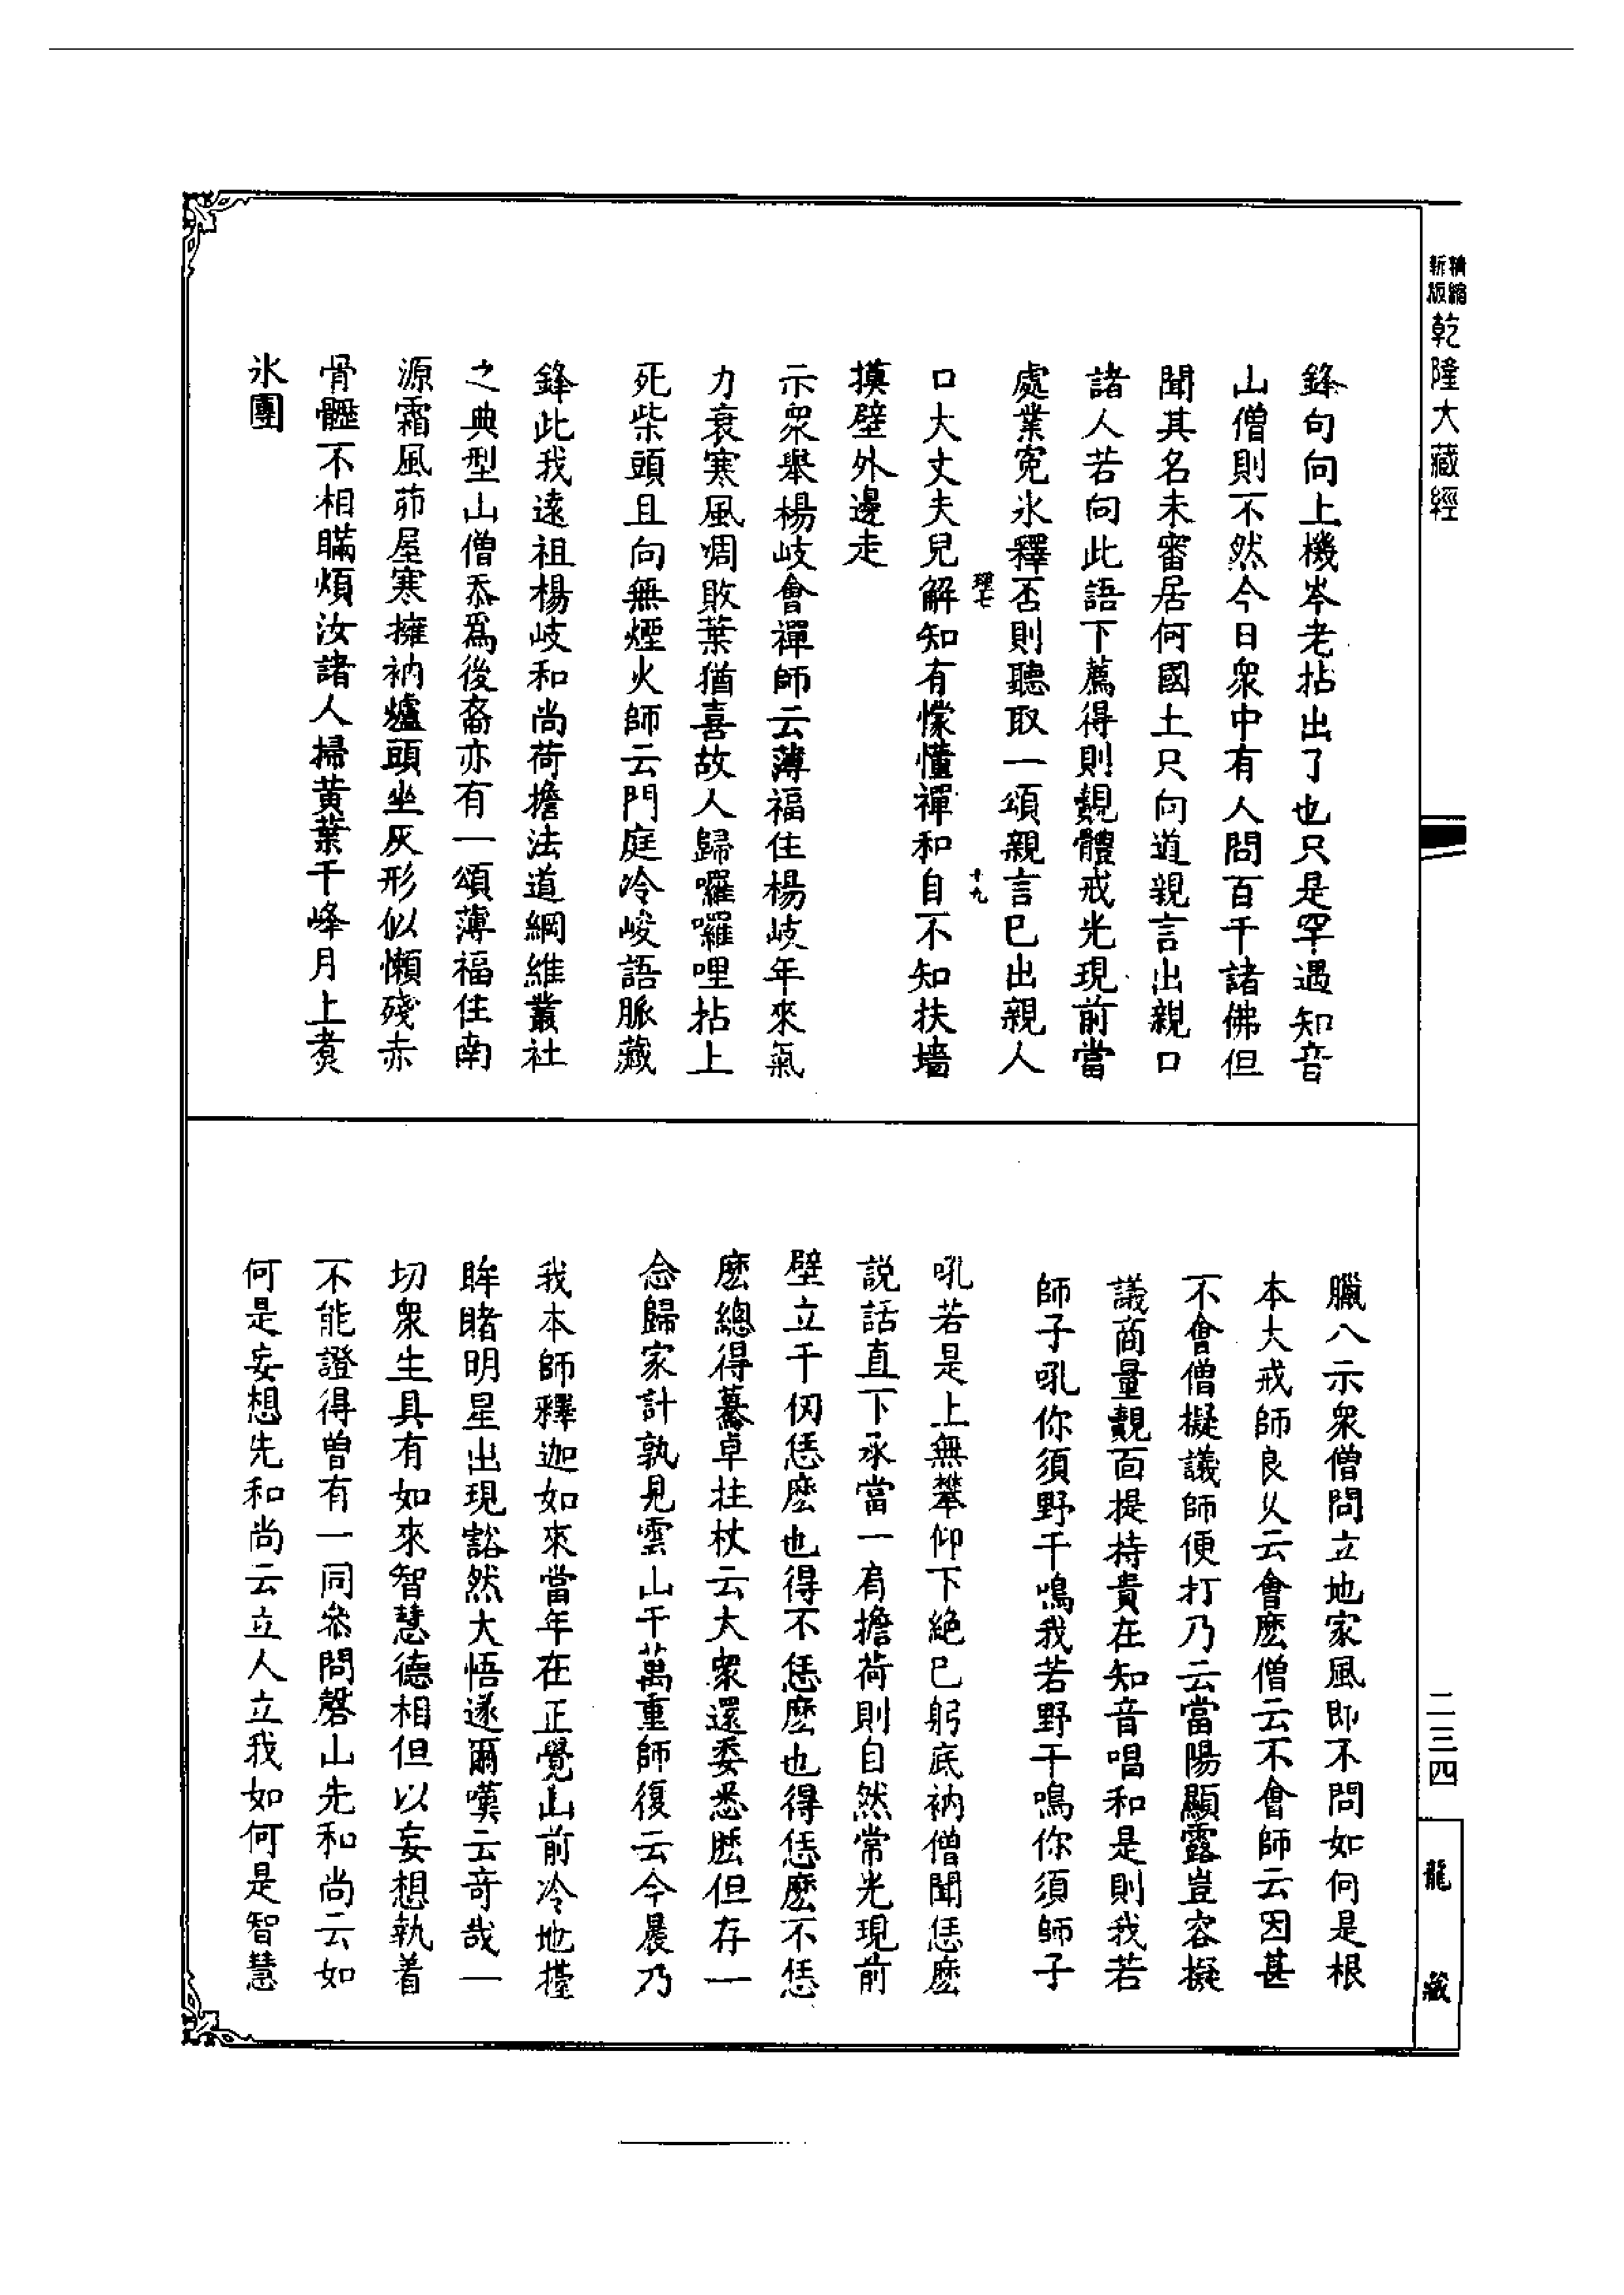 精縮新版乾隆大藏經
鋒句向上機岑老拈出了也只是罕遇知音
山僧則不然今日衆中有人問百千諸佛但
聞其名未審居何國土只向道親言出親口
諸人若向此語下薦得則覿體戒光現前當
處業寃氷釋否則聽取一頌親言已出親人
理七
十九
口大丈夫兒解知有懞懂禪和自不知扶墻
摸壁外邊走
示衆舉楊岐會禪師云薄福住楊岐年來氣
力衰寒風凋敗葉猶喜故人歸囉囉哩拈上
死柴頭且向無煙火師云門庭冷峻語脈藏
鋒此我遠祖楊岐和尚荷擔法道綱維叢社
之典型山僧忝爲後裔亦有一頌薄福住南
源霜風茆屋寒擁衲爐頭坐灰形似懶殘赤
骨髏不相瞞煩汝諸人掃黃葉千峰月上煑
氷團
臘八示衆僧問立地家風即不問如何是根
本大戒師良久云會麽僧云不會師云因甚
不會僧擬議師便打乃云當陽顯露豈容擬
議商量覿面提持貴在知音唱和是則我若
師子吼你須野干鳴我若野干鳴你須師子
吼若是上無攀仰下絕已躬底衲僧聞恁麽
説話直下承當一肩擔荷則自然常光現前
壁立千仞恁麽也得不恁麽也得恁麽不恁
麽總得驀卓拄杖云大衆還委悉麽但存一
念歸家計孰見雲山千萬重師復云今晨乃
我本師釋迦如來當年在正覺山前冷地擡
眸睹明星出現豁然大悟遂爾嘆云竒哉一
切衆生具有如來智慧德相但以妄想執着
不能證得曾有一同叅問磬山先和尚云如
何是妄想先和尚云立人立我如何是智慧
二三四
龍藏